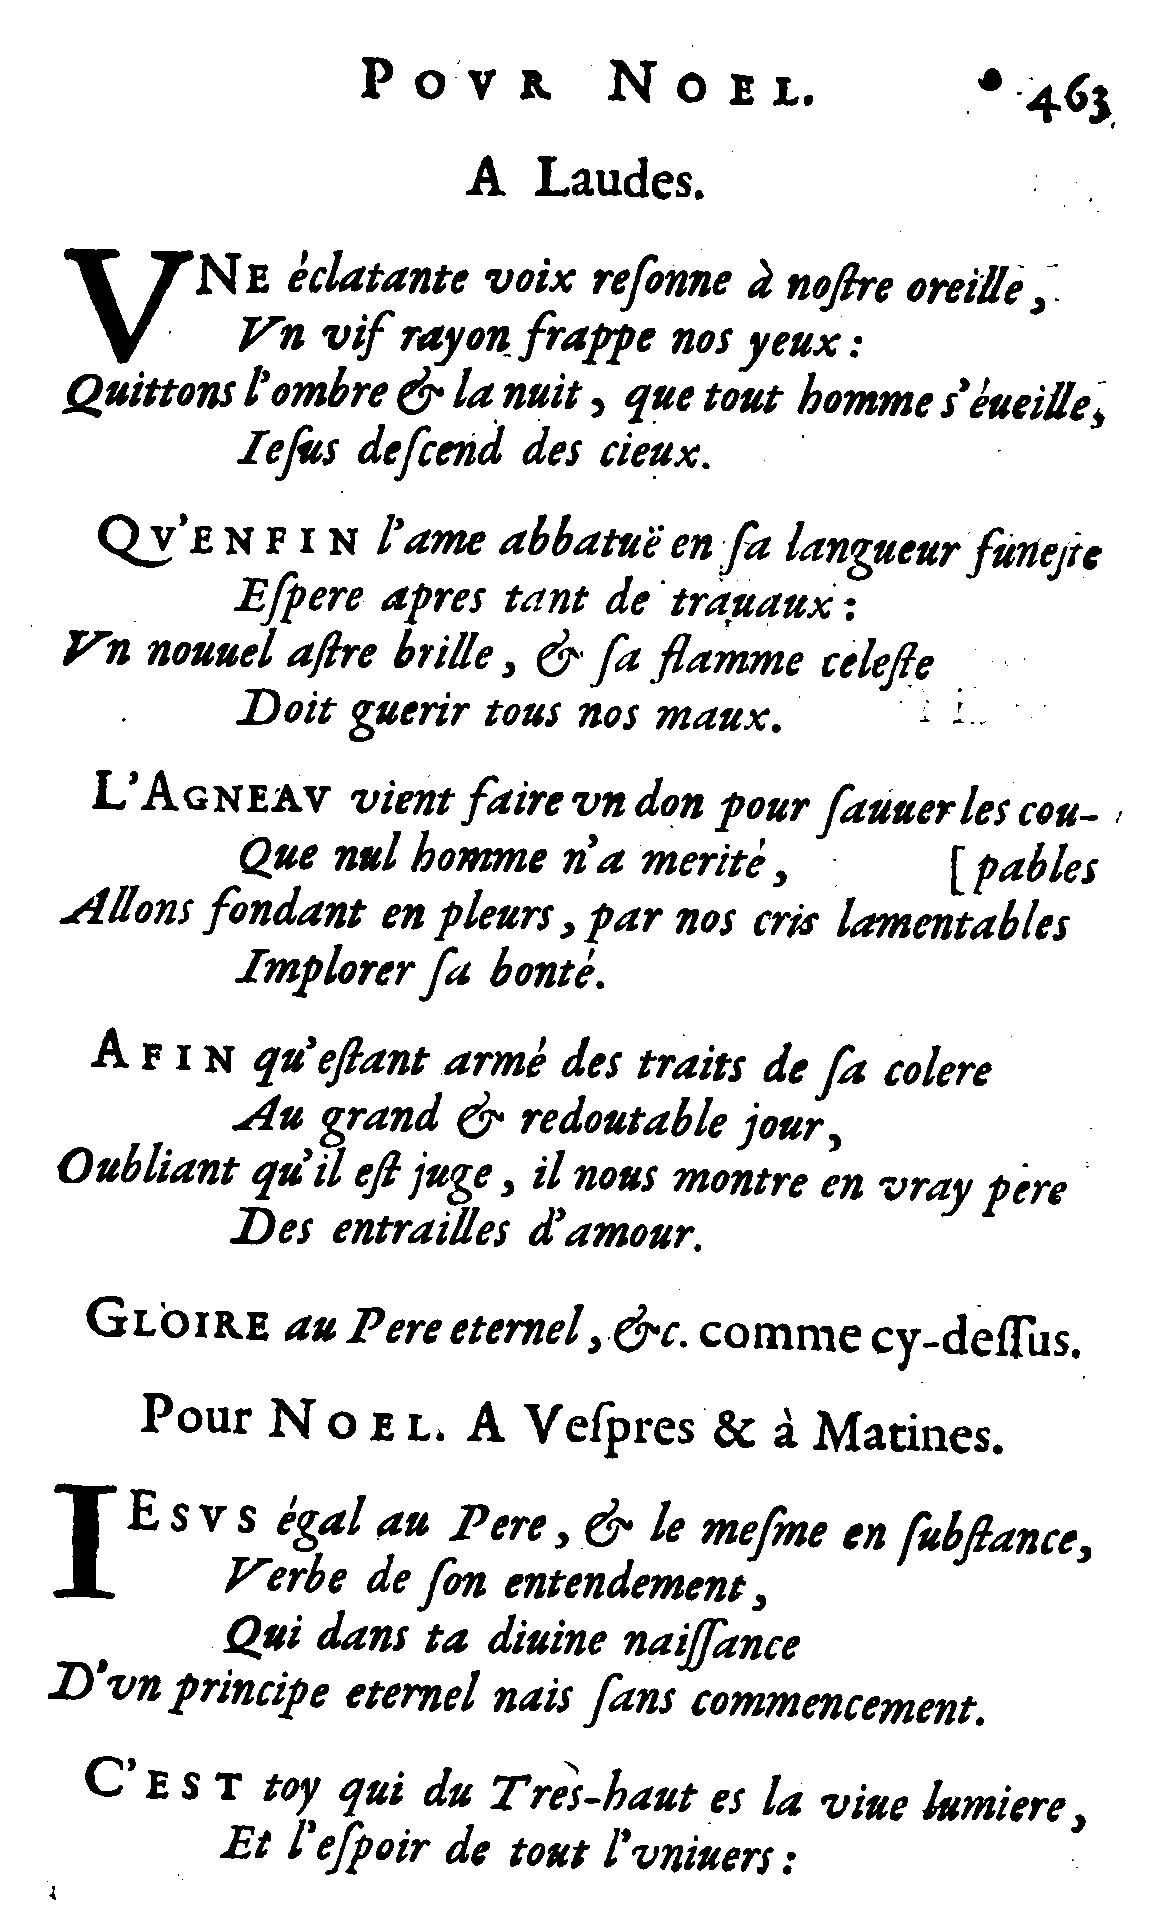 POVR NOEL. 463
A Laudes.
VNE éclatante voix reſonne à noſtre oreille,
Vn vif rayon frappe nos yeux :
Quittons l'ombre & la nuit, que tout homme s'éueille,
Ieſus deſcend des cieux.
QV'ENFIN l'ame abbatuë en ſa langueur funeſte
Eſpere apres tant de trauaux :
Vn nouuel aſtre brille, & ſa flamme celeſte
Doit guerir tous nos maux.
L'AGNEAV vient faire vn don pour ſauuer les cou-
Que nul homme n'a merité, [pables
Allons fondant en pleurs, par nos cris lamentables
Implorer ſa bonté.
AFIN qu'eſtant armé des traits de ſa colere
Au grand & redoutable jour,
Oubliant qu'il eſt juge, il nous montre en vray pere
Des entrailles d'amour.
GLOIRE au Pere eternel, &c. comme cy-deſſus.
Pour NOEL. A Veſpres & à Matines.
IESVS égal au Pere, & le meſme en ſubſtance,
Verbe de ſon entendement,
Qui dans ta diuine naiſſance
D'vn principe eternel nais ſans commencement.
C'EST toy qui du Tres-haut es la viue lumiere,
Et l'eſpoir de tout l'vniuers :